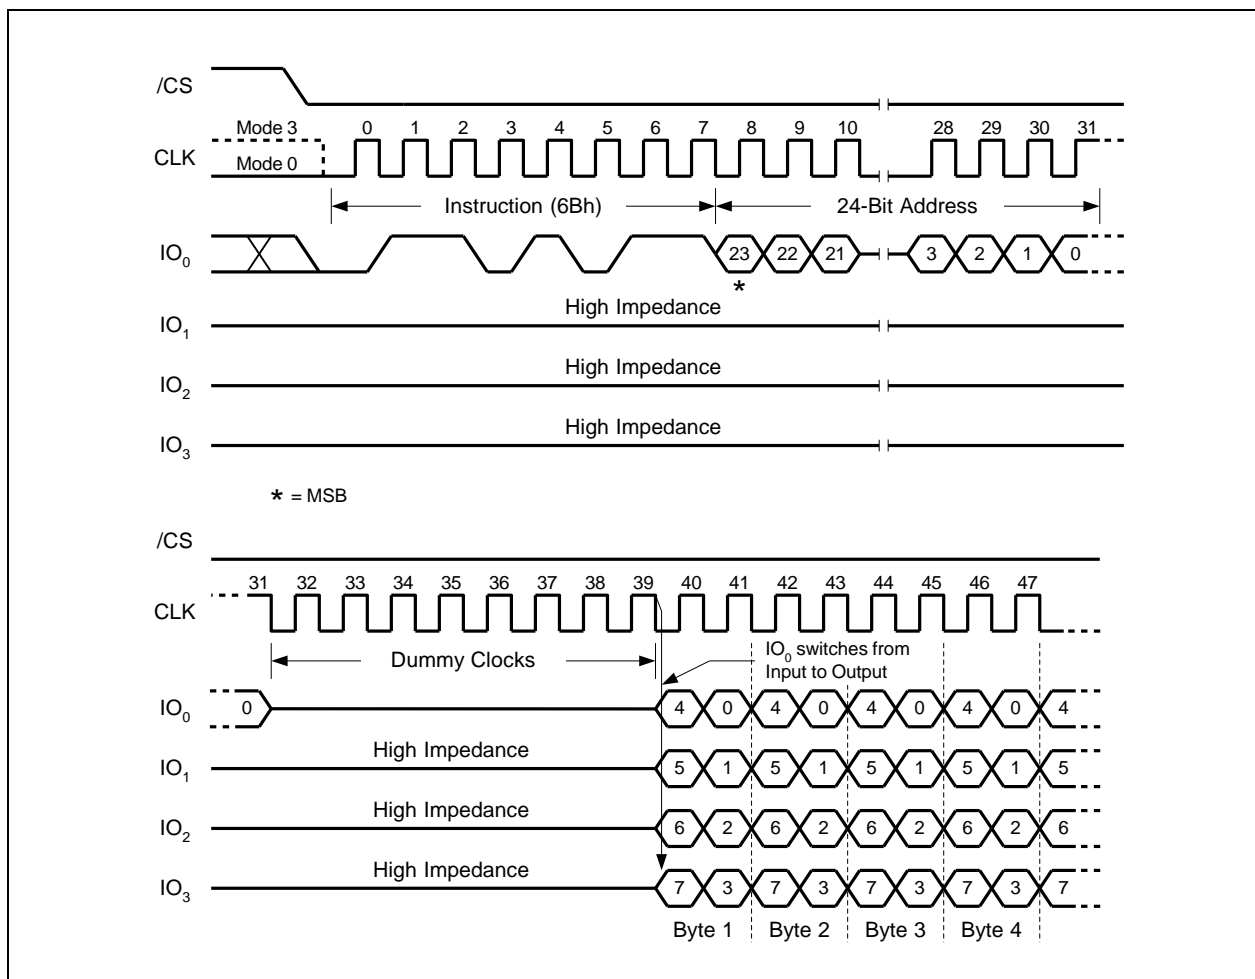 /CS
Mode 3 0 1 2 3 4 5 6 7 8 9 10 28 29 30 31
CLK
Mode 0
Instruction (6Bh) 24-Bit Address
IO0 23 22 21 3 2 1 0
*
High Impedance
IO1
High Impedance
IO2
High Impedance
IO3
* = MSB
/CS
31 32 33 34 35 36 37 38 39 40 41 42 43 44 45 46 47
CLK
Dummy Clocks
IO0 switches from
Input to Output
IO0 0 4 0 4 0 4 0 4 0 4
High Impedance
IO1 5 1 5 1 5 1 5 1 5
High Impedance
IO2 6 2 6 2 6 2 6 2 6
High Impedance
IO3 7 3 7 3 7 3 7 3 7
Byte 1 Byte 2 Byte 3 Byte 4